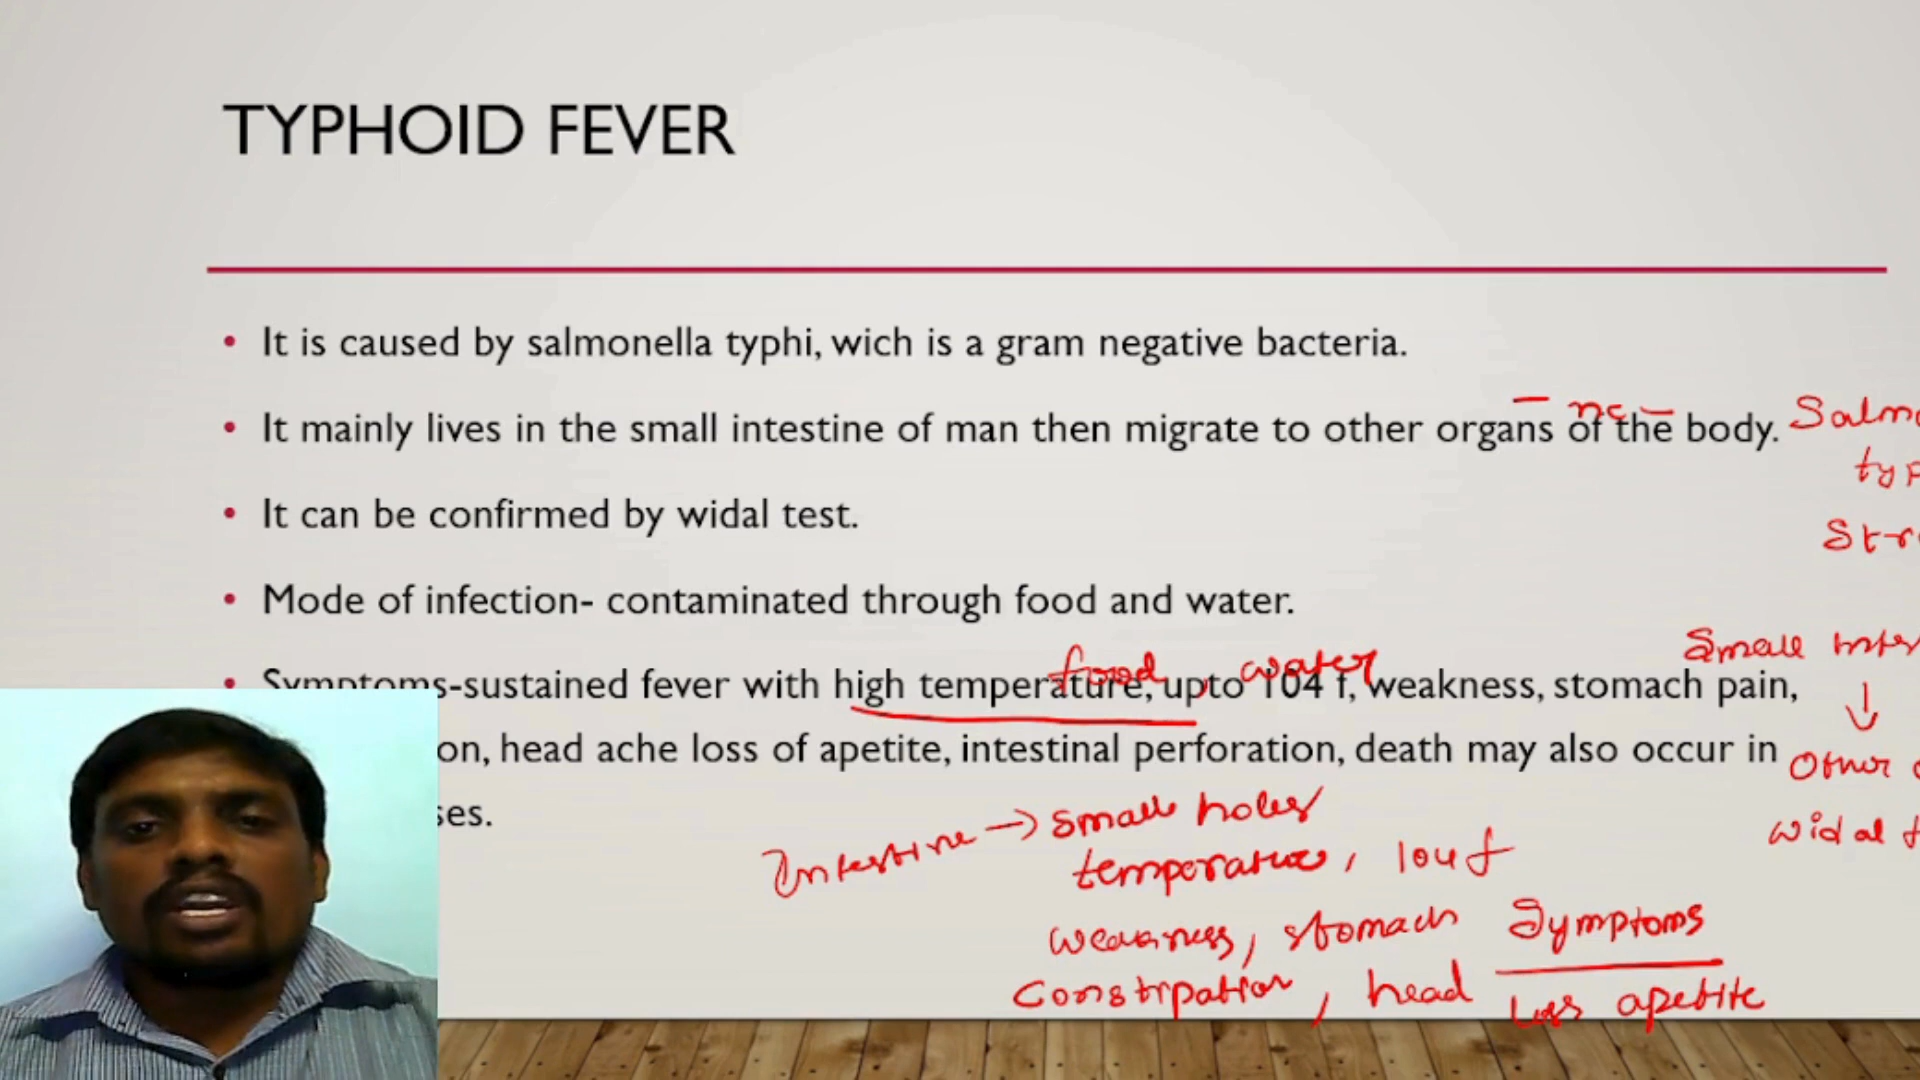 TYPHOID FEVER
• It is caused by salmonella typhi, wich is a gram negative bacteria.
• It mainly lives in the small intestine of man then migrate to other organs of the body.
• It can be confirmed by widal test.
• Mode of infection- contaminated through food and water.
• Symptoms-sustained fever with high temperature, upto 104 f, weakness, stomach pain,
on, head ache loss of apetite, intestinal perforation, death may also occur in
ses.
Salmo
typ
Str
food, water
Small Intes
↓
Other o
widal t
Intestine → small holes
temperature, 104 f
weakness, stomach
Symptoms
Constipation, head
Loss apetite